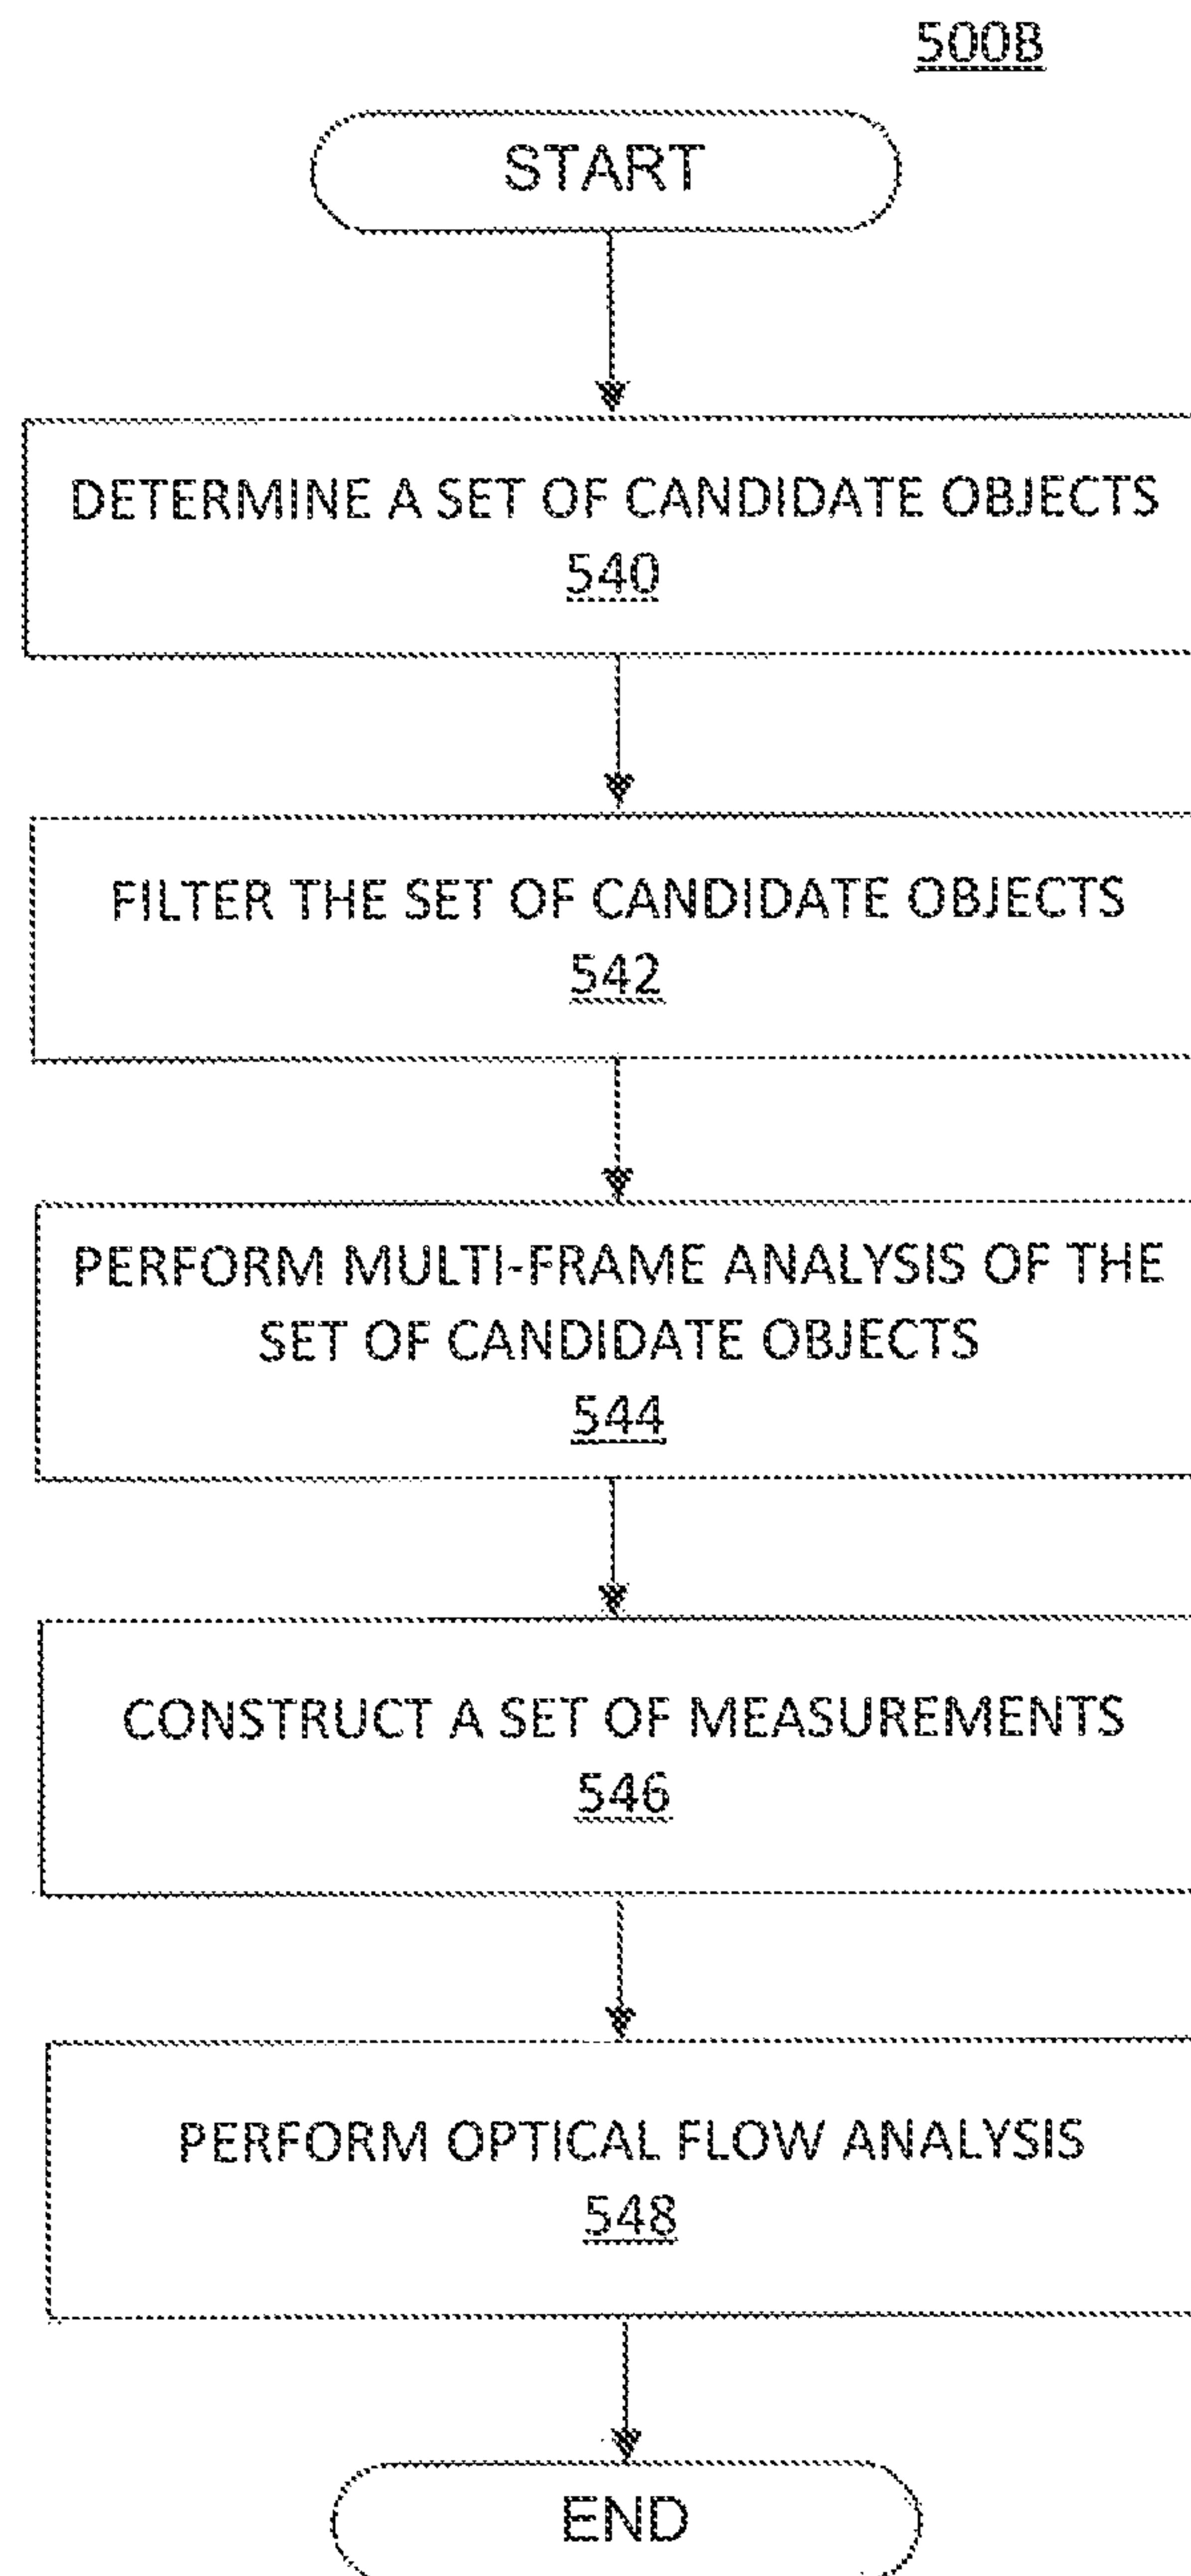 500B
START
DETERMINE A SET OF CANDIDATE OBJECTS
540
FILTER THE SET OF CANDIDATE OBJECTS
542
PERFORM MULTI-FRAME ANALYSIS OF THE
SET OF CANDIDATE OBJECTS
544
CONSTRUCT A SET OF MEASUREMENTS
546
PERFORM OPTICAL FLOW ANALYSIS
548
END